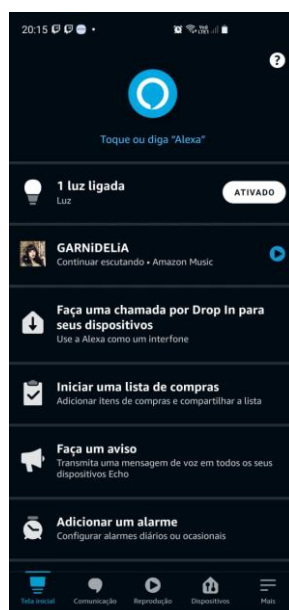 20:15
?
Toque ou diga "Alexa"
1 luz ligada
Luz
ATIVADO
GARNiDELiA
Continuar escutando • Amazon Music
Faça uma chamada por Drop In para
seus dispositivos
Use a Alexa como um interfone
Iniciar uma lista de compras
Adicionar itens de compras e compartilhar a lista
Faça um aviso
Transmita uma mensagem de voz em todos os seus
dispositivos Echo
Adicionar um alarme
Configurar alarmes diários ou ocasionais
Tela inicial Comunicação Reprodução Dispositivos Mais